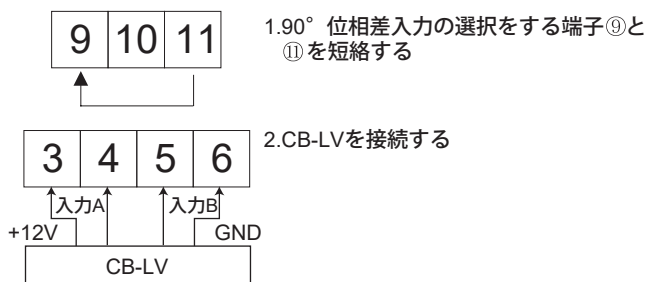 9 10 11
1.90°位相差入力の選択をする端子⑨と
⑪を短絡する
3 4 5 6
2.CB-LVを接続する
入力A 入力B
+12V GND
CB-LV